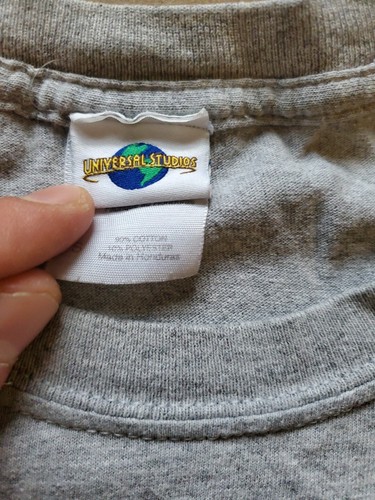 UNIVERSAL STUDIOS
90% COTTON
10% POLYESTER
Made in Honduras